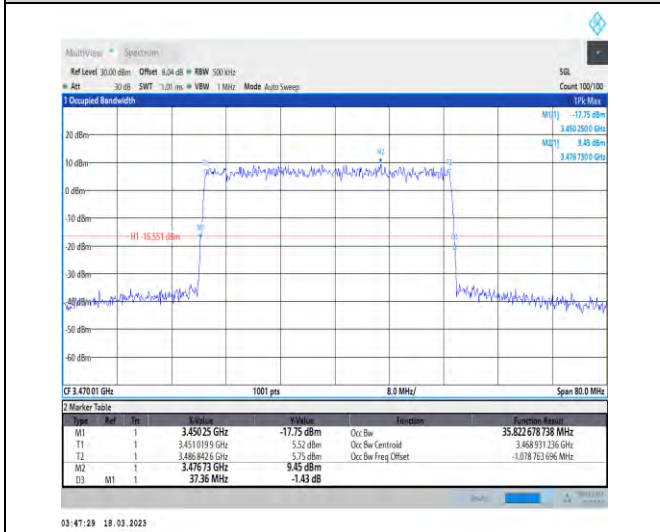 MultiView Spectrum
Ref Level 30.00 dBm Offset 8.04 dB RBW 500 kHz SGL
Att 30 dB SWT 1.01 ms VBW 1 MHz Mode Auto Sweep Count 100/100
1 Occupied Bandwidth 1Pk Max
M1[1] -17.75 dBm
3.450 250 0 GHz
M2[1] 9.45 dBm
3.476 730 0 GHz
20 dBm
M2
10 dBm
T1 T2
0 dBm
-10 dBm
M1
H1 -16.551 dBm
D3
-20 dBm
-30 dBm
-40 dBm
-50 dBm
-60 dBm
CF 3.470 01 GHz 1001 pts 8.0 MHz/ Span 80.0 MHz
2 Marker Table
Type Ref Trc X-Value Y-Value Function Function Result
M1 1 3.450 25 GHz -17.75 dBm Occ Bw 35.822 678 738 MHz
T1 1 3.451 019 9 GHz 5.52 dBm Occ Bw Centroid 3.468 931 236 GHz
T2 1 3.486 842 6 GHz 5.75 dBm Occ Bw Freq Offset -1.078 763 696 MHz
M2 1 3.476 73 GHz 9.45 dBm
D3 M1 1 37.36 MHz -1.43 dB
03:47:29 18.03.2023